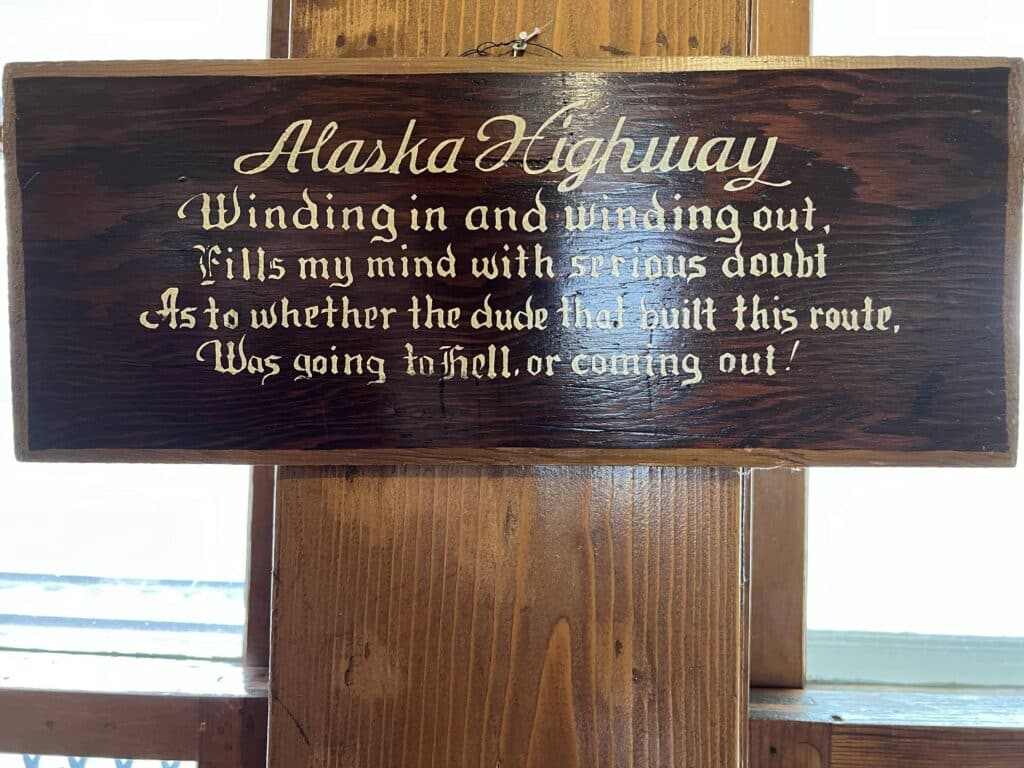 Alaska Highway
Winding in and winding out,
Fills my mind with serious doubt
As to whether the dude that built this route,
Was going to Hell, or coming out!